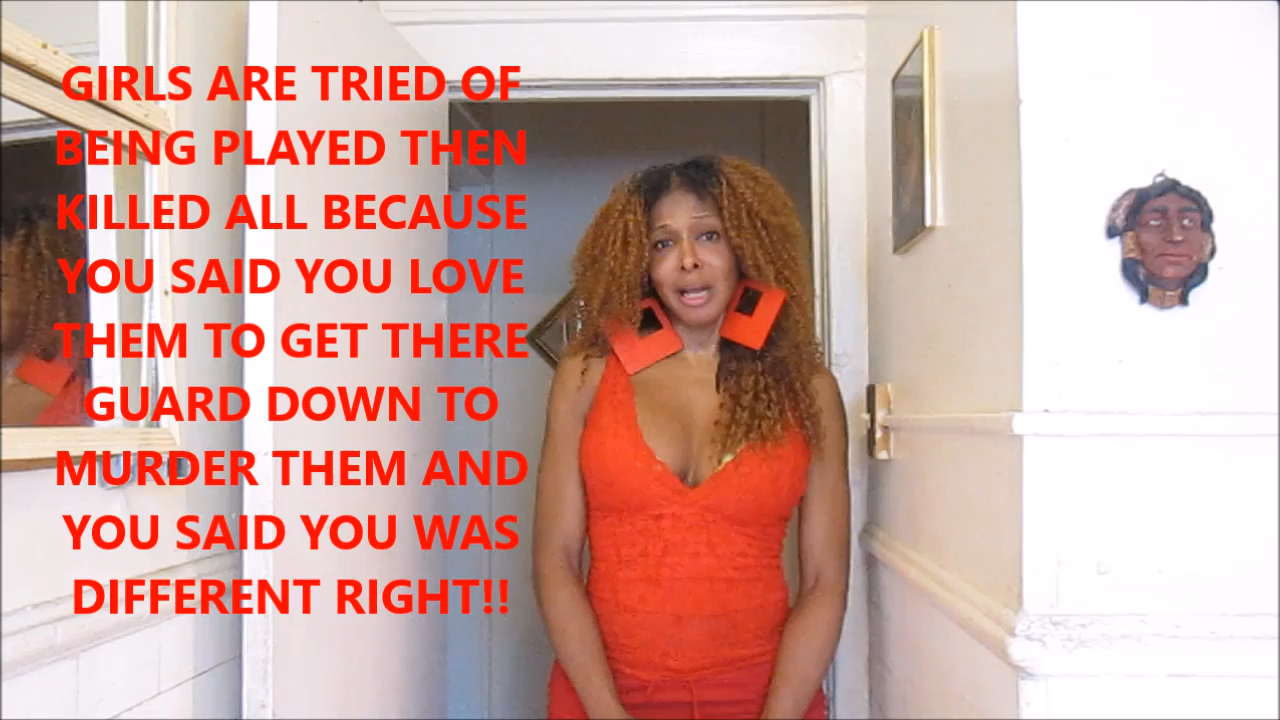 GIRLS ARE TRIED OF
BEING PLAYED THEN
KILLED ALL BECAUSE
YOU SAID YOU LOVE
THEM TO GET THERE
GUARD DOWN TO
MURDER THEM AND
YOU SAID YOU WAS
DIFFERENT RIGHT!!